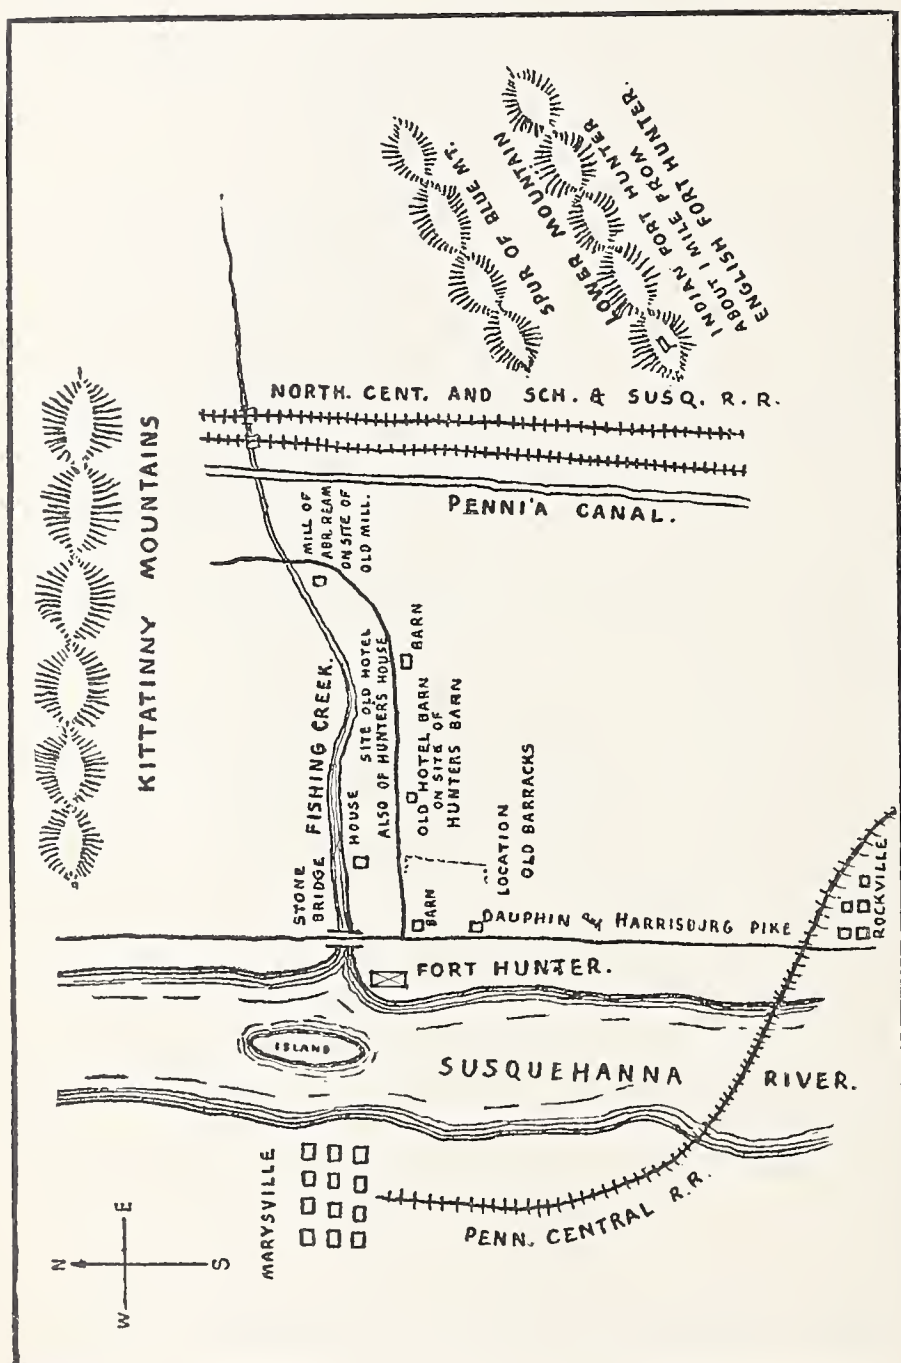 SPUR OF BLUE MT.
LOWER MOUNTAIN
INDIAN FORT HUNTER
ABOUT 1 MILE FROM
ENGLISH FORT HUNTER.
KITTATINNY MOUNTAINS
NORTH. CENT. AND SCH. & SUSQ. R. R.
PENNI'A CANAL.
MILL OF
ABR. REAM
ON SITE OF
OLD MILL.
FISHING CREEK.
SITE OLD HOTEL
ALSO OF HUNTERS HOUSE
BARN
HOUSE
OLD HOTEL BARN
ON SITE OF
HUNTERS BARN
STONE
BRIDGE
LOCATION
OLD BARRACKS
BARN
DAUPHIN & HARRISBURG PIKE
ROCKVILLE
FORT HUNTER.
ISLAND
SUSQUEHANNA RIVER.
MARYSVILLE
PENN. CENTRAL R.R.
N
E
S
W